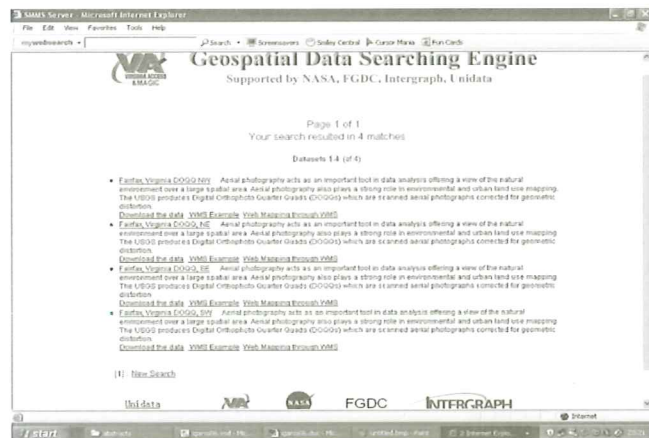 SIMMS Server - Microsoft Internet Explorer
File Edit View Favorites Tools Help
mywebsearch Search Screensavers Smiley Central Cursor Mania Fun Cards
VA
VIRGINIA ACCESS
& MAGIC
Geospatial Data Searching Engine
Supported by NASA, FGDC, Intergraph, Unidata
Page 1 of 1
Your search resulted in 4 matches
Datasets 1-4 (of 4)
Fairfax, Virginia DOQQ NW Aerial photography acts as an important tool in data analysis offering a view of the natural
environment over a large spatial area. Aerial photography also plays a strong role in environmental and urban land use mapping.
The USGS produces Digital Orthophoto Quarter Quads (DOQQs) which are scanned aerial photographs corrected for geometric
distortion.
Download the data WMS Example Web Mapping through WMS
Fairfax, Virginia DOQQ, NE Aerial photography acts as an important tool in data analysis offering a view of the natural
environment over a large spatial area. Aerial photography also plays a strong role in environmental and urban land use mapping.
The USGS produces Digital Orthophoto Quarter Quads (DOQQs) which are scanned aerial photographs corrected for geometric
distortion.
Download the data WMS Example Web Mapping through WMS
Fairfax, Virginia DOQQ, SE Aerial photography acts as an important tool in data analysis offering a view of the natural
environment over a large spatial area. Aerial photography also plays a strong role in environmental and urban land use mapping.
The USGS produces Digital Orthophoto Quarter Quads (DOQQs) which are scanned aerial photographs corrected for geometric
distortion.
Download the data WMS Example Web Mapping through WMS
Fairfax, Virginia DOQQ, SW Aerial photography acts as an important tool in data analysis offering a view of the natural
environment over a large spatial area. Aerial photography also plays a strong role in environmental and urban land use mapping.
The USGS produces Digital Orthophoto Quarter Quads (DOQQs) which are scanned aerial photographs corrected for geometric
distortion.
Download the data WMS Example Web Mapping through WMS
[1] New Search
Unidata VA NASA FGDC INTERGRAPH
Internet
start abstracts